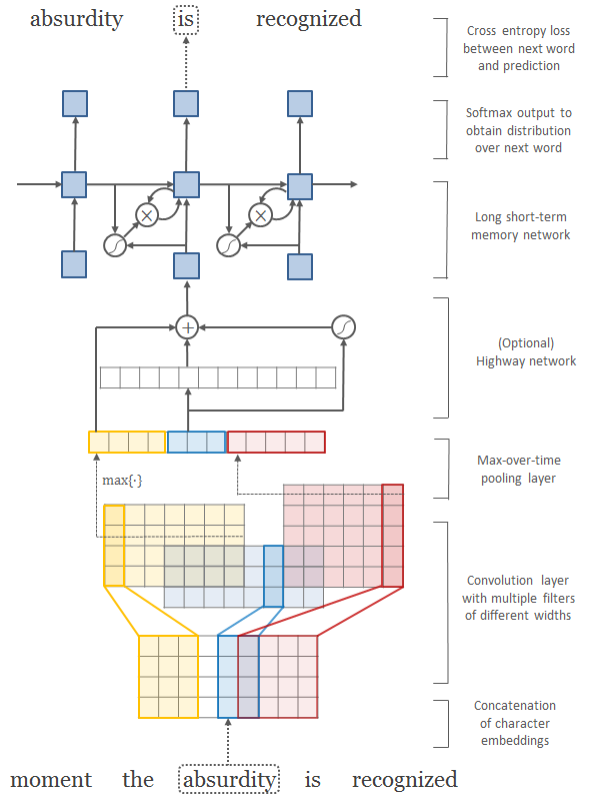 absurdity is recognized
Cross entropy loss
between next word
and prediction
Softmax output to
obtain distribution
over next word
Long short-term
memory network
+
(Optional)
Highway network
max{·}
Max-over-time
pooling layer
Convolution layer
with multiple filters
of different widths
Concatenation
of character
embeddings
moment the absurdity is recognized